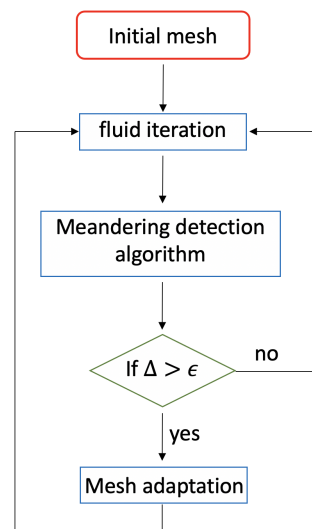 Initial mesh
fluid iteration
Meandering detection
algorithm
If Δ > ϵ
no
yes
Mesh adaptation